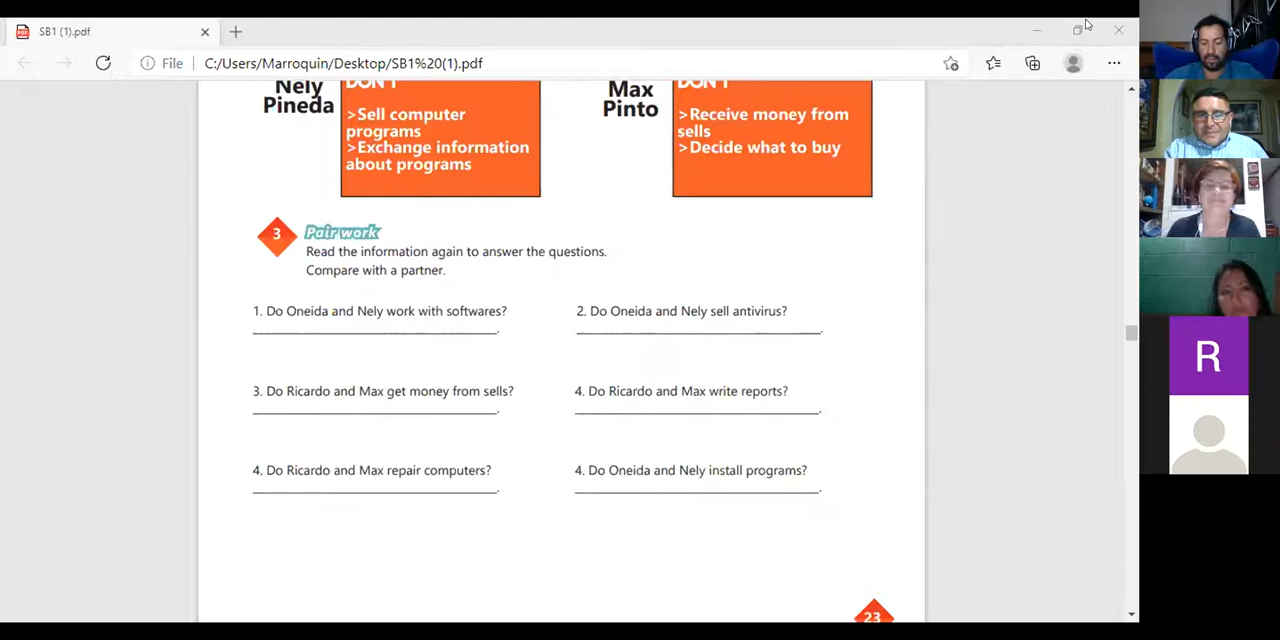 SB1 (1).pdf
File
C:/Users/Marroquin/Desktop/SB1%20(1).pdf
Nely
Pineda
DON'T
>Sell computer
programs
>Exchange information
about programs
Max
Pinto
DON'T
>Receive money from
sells
>Decide what to buy
3
Pair work
Read the information again to answer the questions.
Compare with a partner.
1. Do Oneida and Nely work with softwares?
2. Do Oneida and Nely sell antivirus?
3. Do Ricardo and Max get money from sells?
4. Do Ricardo and Max write reports?
4. Do Ricardo and Max repair computers?
4. Do Oneida and Nely install programs?
23
R